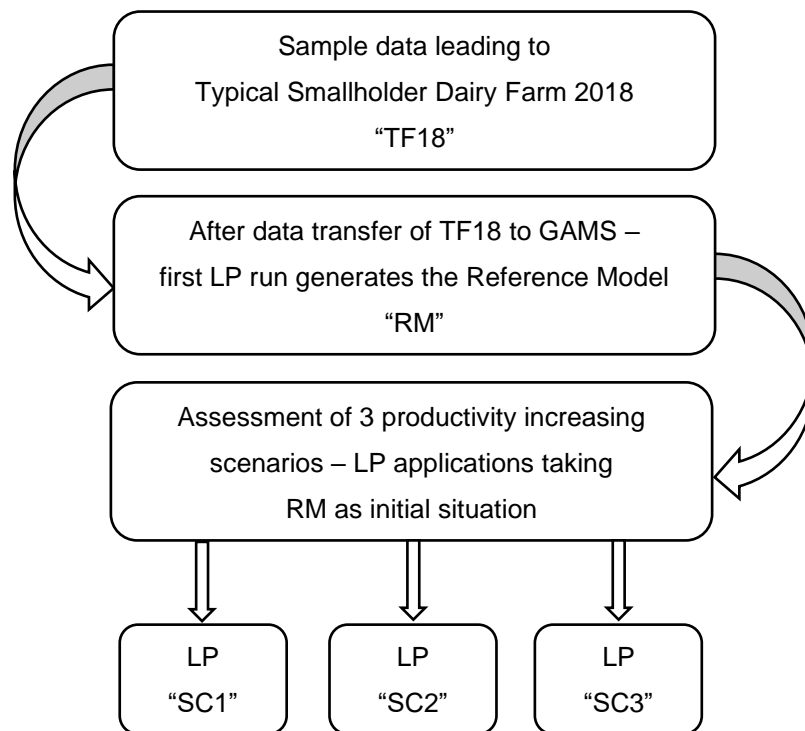 Sample data leading to
Typical Smallholder Dairy Farm 2018
“TF18”
After data transfer of TF18 to GAMS –
first LP run generates the Reference Model
“RM”
Assessment of 3 productivity increasing
scenarios – LP applications taking
RM as initial situation
LP
“SC1”
LP
“SC2”
LP
“SC3”